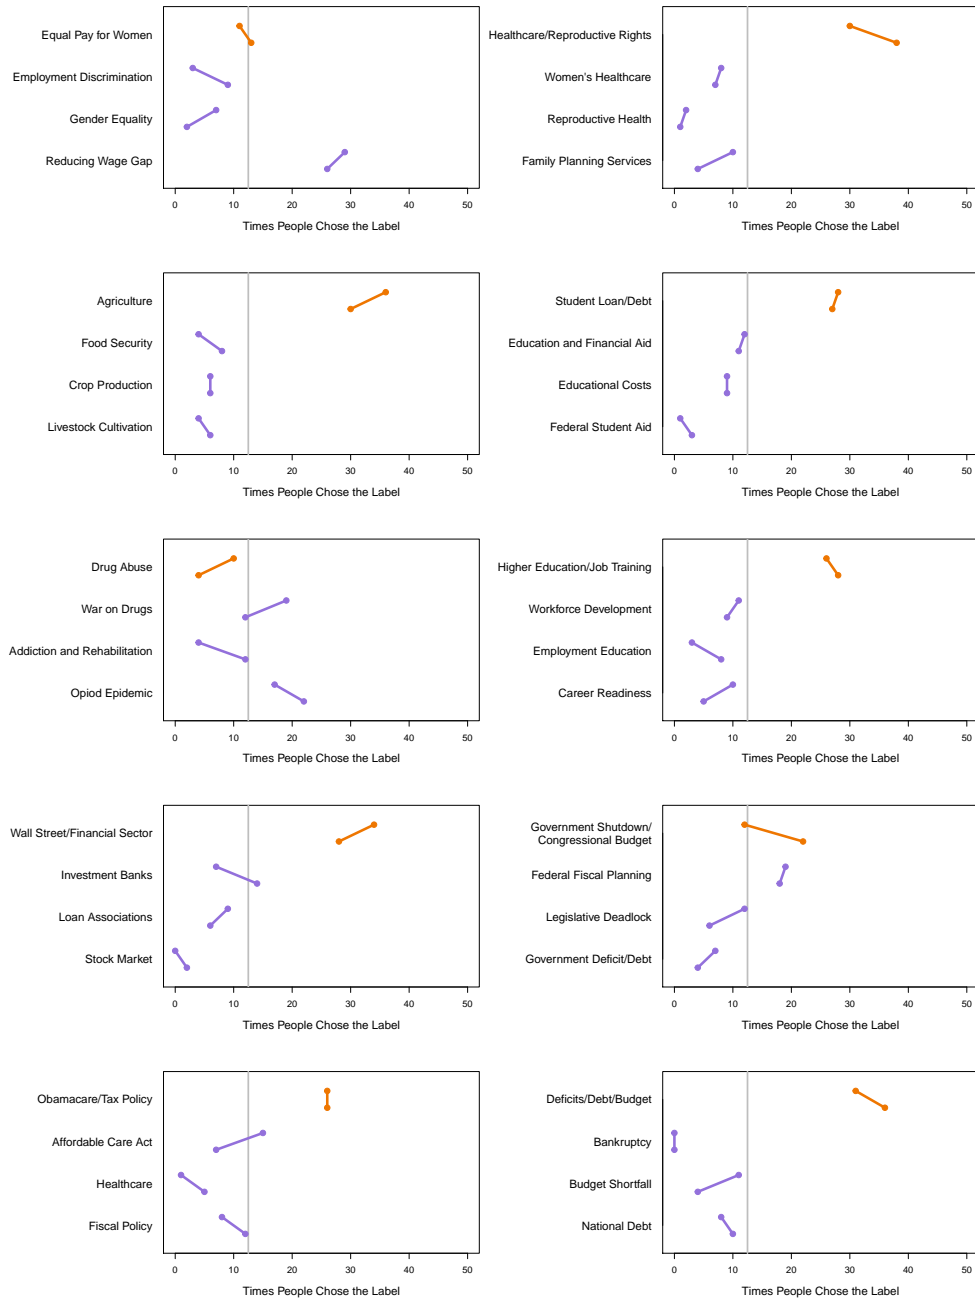 Equal Pay for Women
Employment Discrimination
Gender Equality
Reducing Wage Gap
0 10 20 30 40 50
Times People Chose the Label
Healthcare/Reproductive Rights
Women's Healthcare
Reproductive Health
Family Planning Services
0 10 20 30 40 50
Times People Chose the Label
Agriculture
Food Security
Crop Production
Livestock Cultivation
0 10 20 30 40 50
Times People Chose the Label
Student Loan/Debt
Education and Financial Aid
Educational Costs
Federal Student Aid
0 10 20 30 40 50
Times People Chose the Label
Drug Abuse
War on Drugs
Addiction and Rehabilitation
Opiod Epidemic
0 10 20 30 40 50
Times People Chose the Label
Higher Education/Job Training
Workforce Development
Employment Education
Career Readiness
0 10 20 30 40 50
Times People Chose the Label
Wall Street/Financial Sector
Investment Banks
Loan Associations
Stock Market
0 10 20 30 40 50
Times People Chose the Label
Government Shutdown/
Congressional Budget
Federal Fiscal Planning
Legislative Deadlock
Government Deficit/Debt
0 10 20 30 40 50
Times People Chose the Label
Obamacare/Tax Policy
Affordable Care Act
Healthcare
Fiscal Policy
0 10 20 30 40 50
Times People Chose the Label
Deficits/Debt/Budget
Bankruptcy
Budget Shortfall
National Debt
0 10 20 30 40 50
Times People Chose the Label